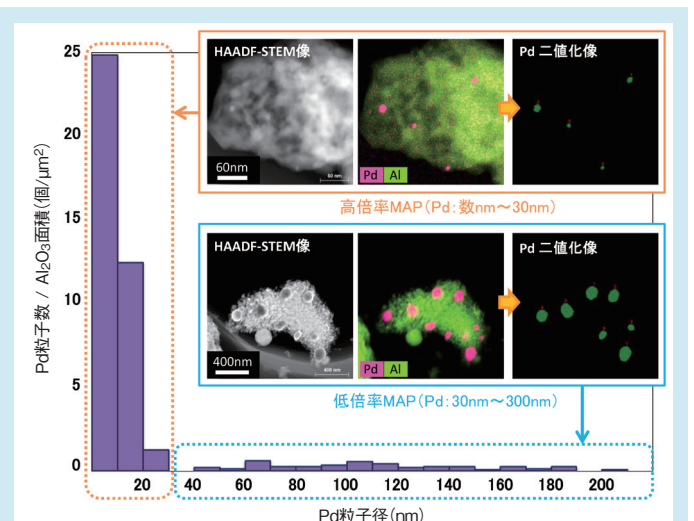 25
20
15
10
5
0
Pd粒子数 / Al₂O₃面積(個/μm²)
HAADF-STEM像
60nm
60 nm
Pd Al
Pd 二値化像
高倍率MAP(Pd:数nm～30nm)
HAADF-STEM像
400nm
400 nm
Pd Al
Pd 二値化像
低倍率MAP(Pd:30nm～300nm)
20 40 60 80 100 120 140 160 180 200
Pd粒子径(nm)